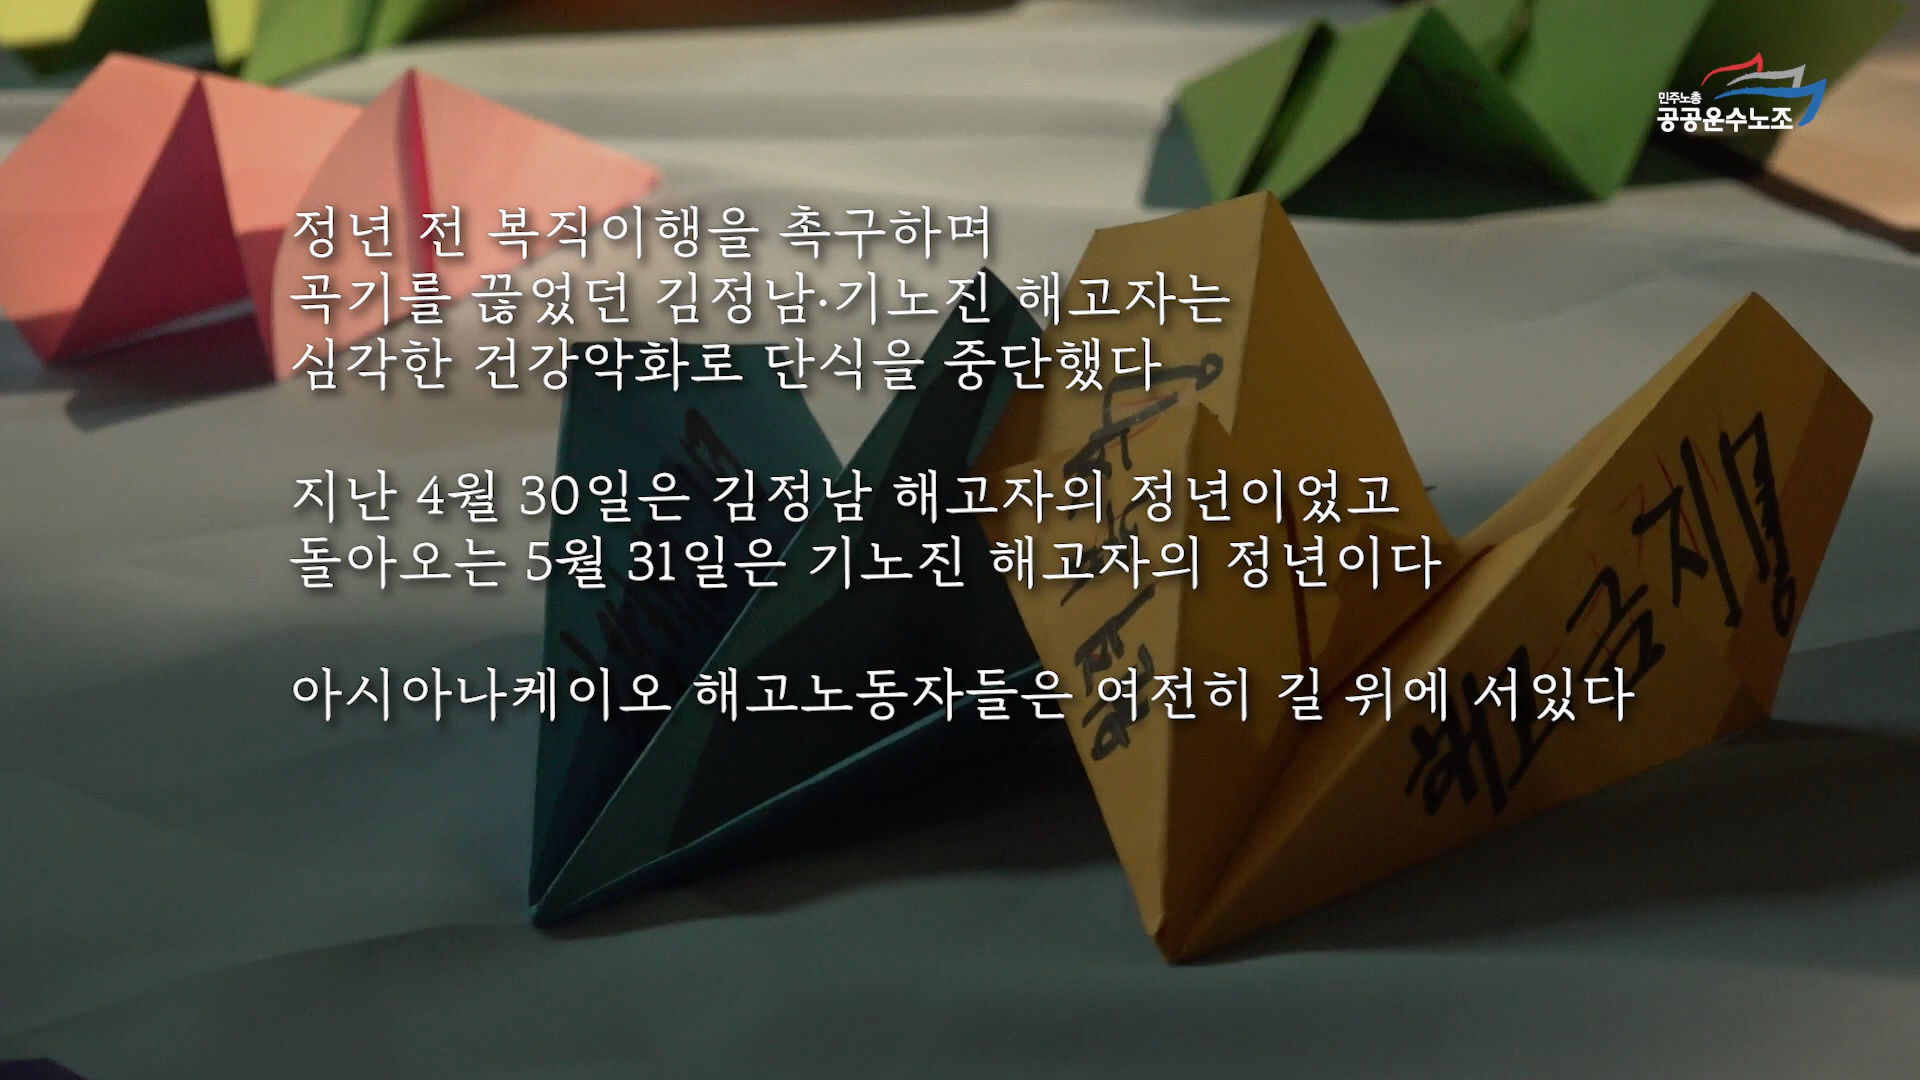 민주노총
공공운수노조
정년 전 복직이행을 촉구하며
곡기를 끊었던 김정남·기노진 해고자는
심각한 건강악화로 단식을 중단했다
지난 4월 30일은 김정남 해고자의 정년이었고
돌아오는 5월 31일은 기노진 해고자의 정년이다
아시아나케이오 해고노동자들은 여전히 길 위에 서있다
해고금지